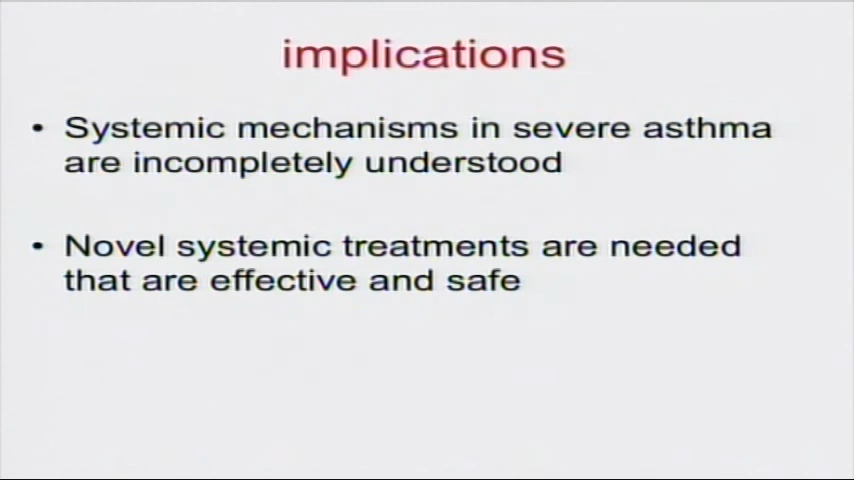 implications
• Systemic mechanisms in severe asthma
are incompletely understood
• Novel systemic treatments are needed
that are effective and safe